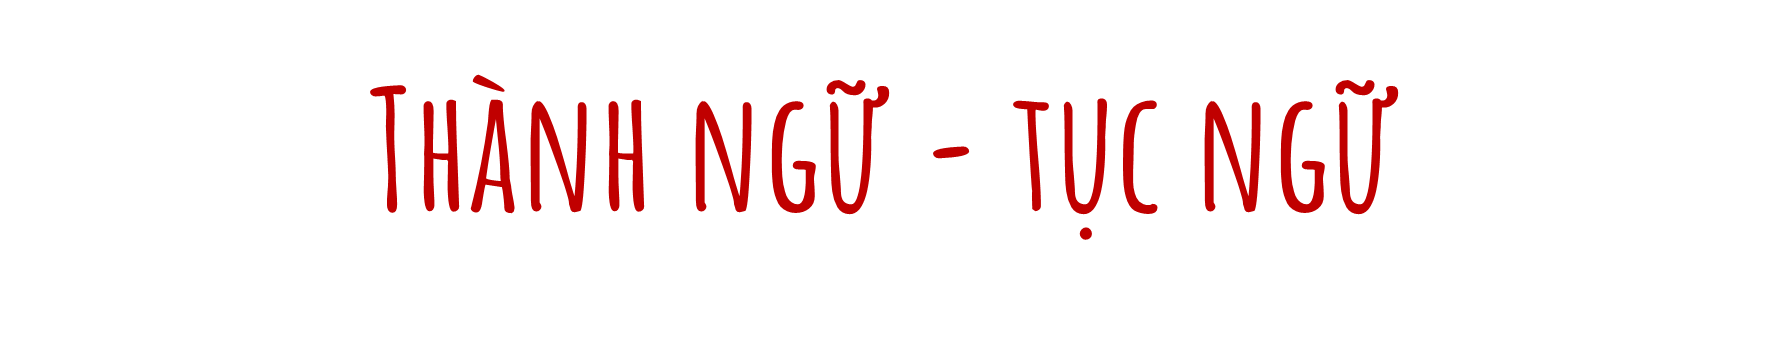 Thành ngữ - tục ngữ